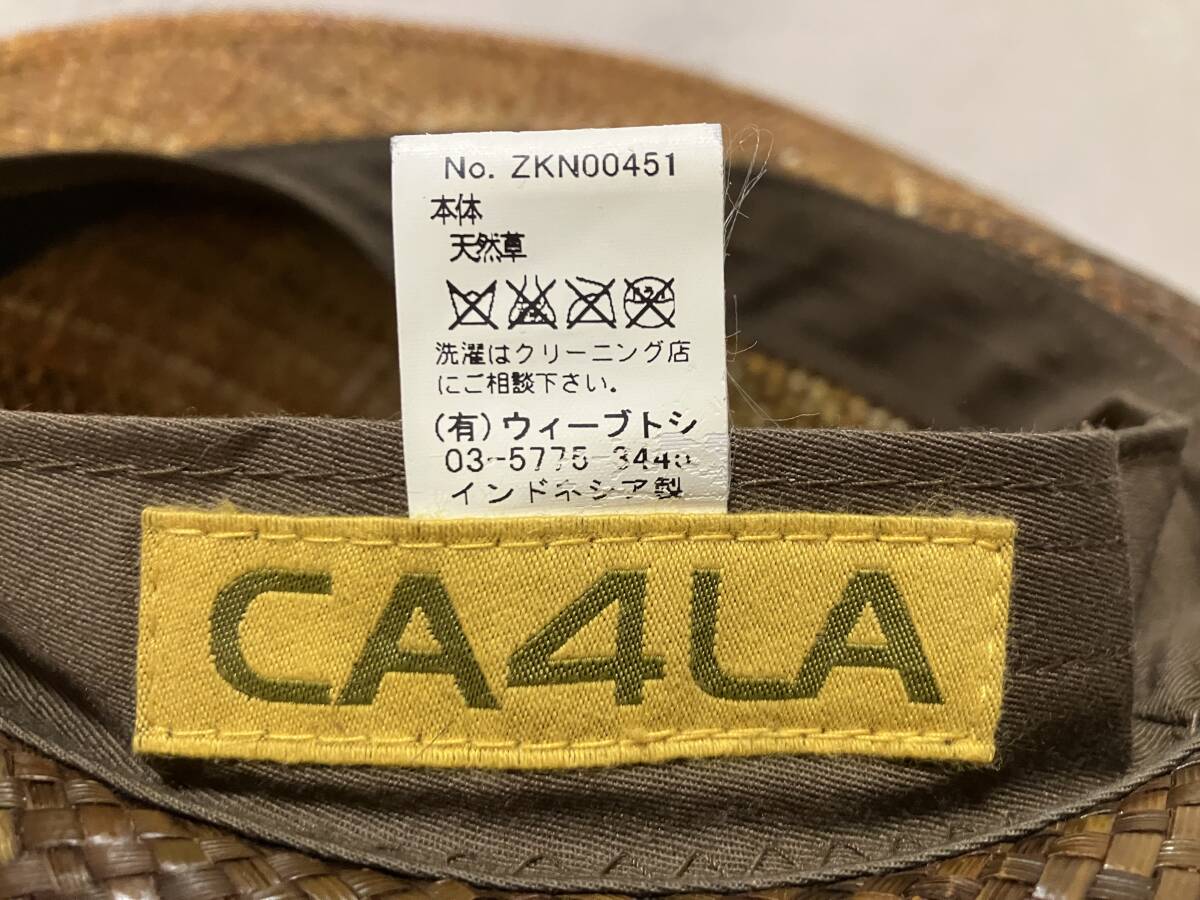 No. ZKN00451
本体
天然草
洗濯はクリーニング店
にご相談下さい。
(有)ウィーブトシ
03-5775
インドネシア製
CA4LA